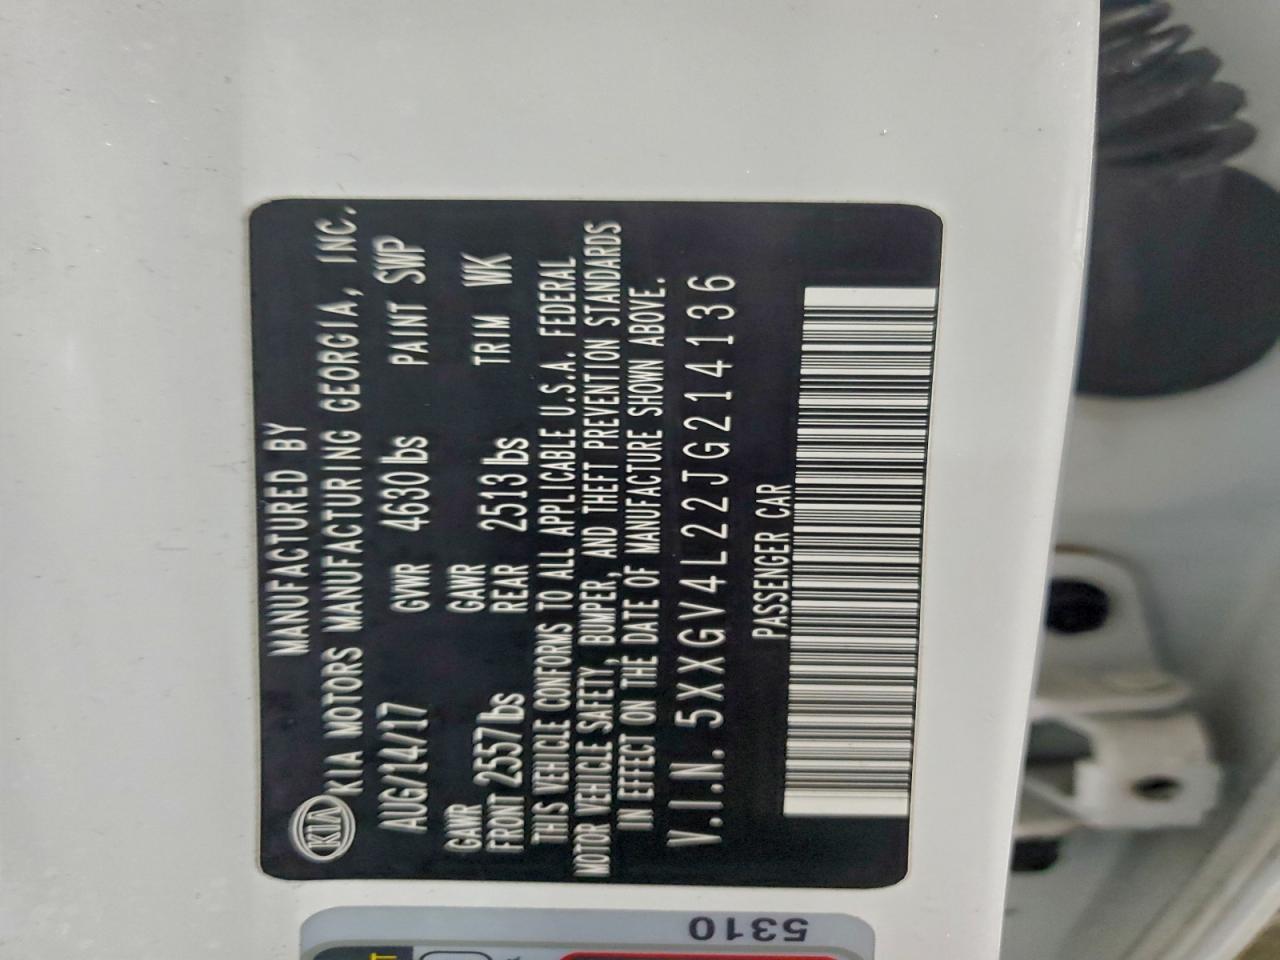 MANUFACTURED BY
KIA KIA MOTORS MANUFACTURING GEORGIA, INC.
AUG/14/17 GVWR 4630 lbs PAINT SWP
GAWR FRONT 2557 lbs GAWR REAR 2513 lbs TRIM WK
THIS VEHICLE CONFORMS TO ALL APPLICABLE U.S.A. FEDERAL
MOTOR VEHICLE SAFETY, BUMPER, AND THEFT PREVENTION STANDARDS
IN EFFECT ON THE DATE OF MANUFACTURE SHOWN ABOVE.
V.I.N. 5XXGV4L22JG214136
PASSENGER CAR
5310